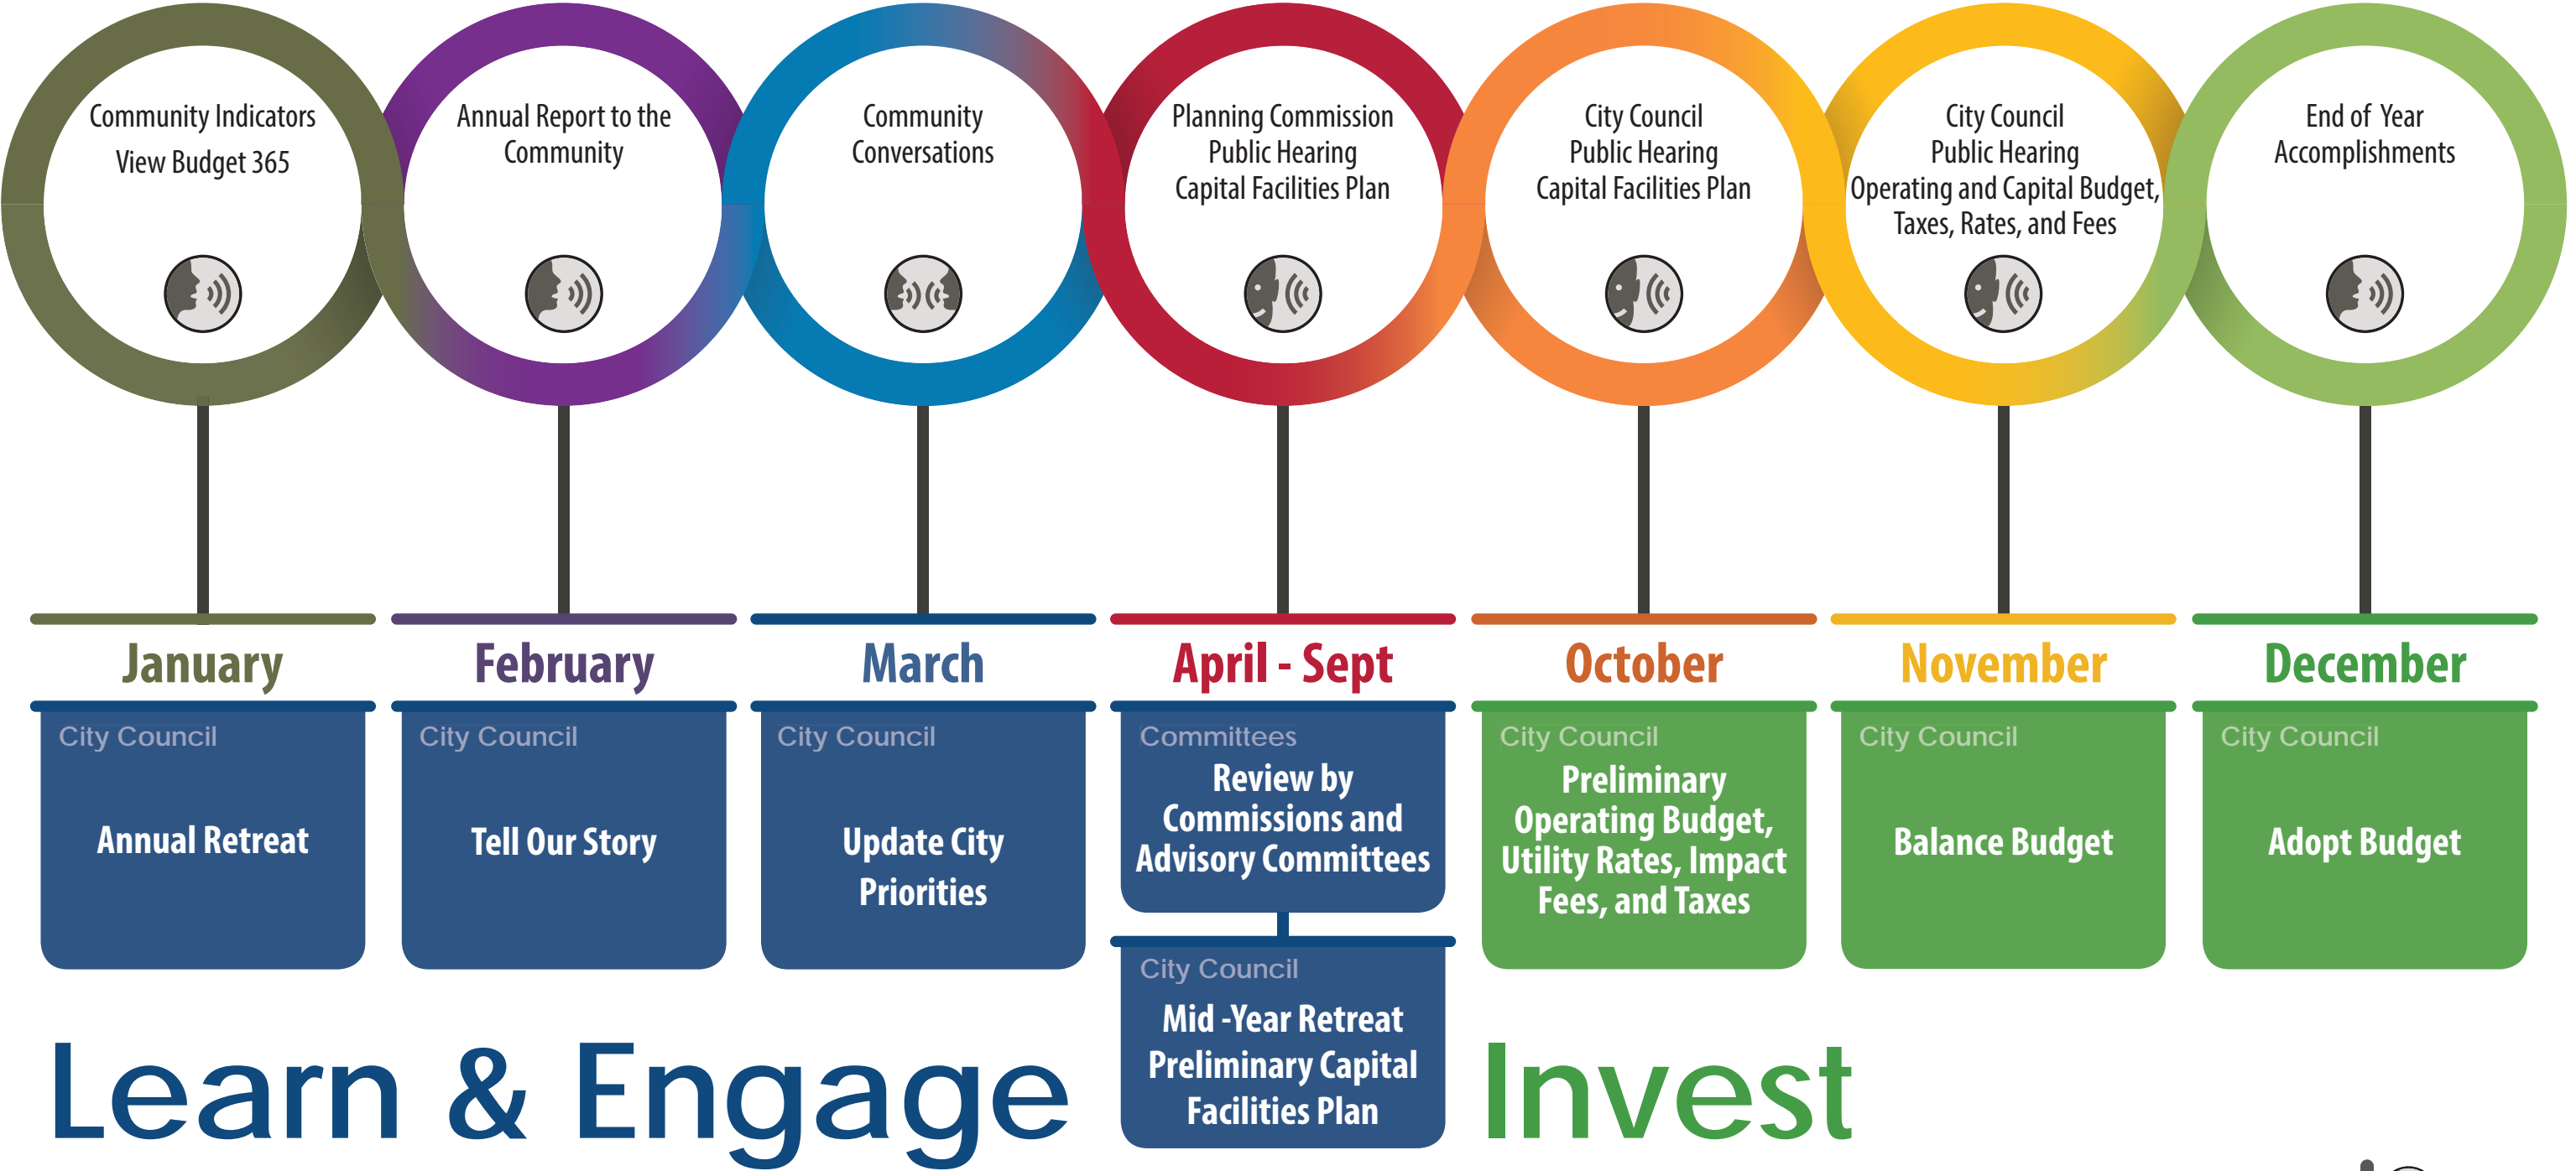 Community Indicators
View Budget 365
Annual Report to the
Community
Community
Conversations
Planning Commission
Public Hearing
Capital Facilities Plan
City Council
Public Hearing
Capital Facilities Plan
City Council
Public Hearing
Operating and Capital Budget,
Taxes, Rates, and Fees
End of Year
Accomplishments
January
February
March
April - Sept
October
November
December
City Council
Annual Retreat
City Council
Tell Our Story
City Council
Update City
Priorities
Committees
Review by
Commissions and
Advisory Committees
City Council
Mid -Year Retreat
Preliminary Capital
Facilities Plan
City Council
Preliminary
Operating Budget,
Utility Rates, Impact
Fees, and Taxes
City Council
Balance Budget
City Council
Adopt Budget
Learn & Engage
Invest